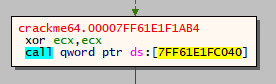 crackme64.00007FF61E1F1AB4
xor ecx,ecx
call qword ptr ds:[7FF61E1FC040]